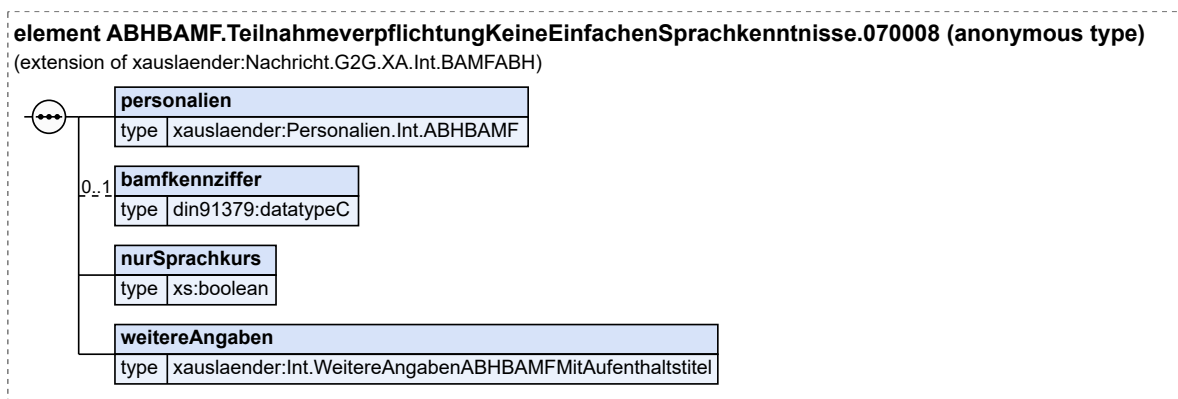 element ABHBAMF.TeilnahmeverpflichtungKeineEinfachenSprachkenntnisse.070008 (anonymous type)
(extension of xauslaender:Nachricht.G2G.XA.Int.BAMFABH)
personalien
type xauslaender:Personalien.Int.ABHBAMF
0..1 bamfkennziffer
type din91379:datatypeC
nurSprachkurs
type xs:boolean
weitereAngaben
type xauslaender:Int.WeitereAngabenABHBAMFMitAufenthaltstitel